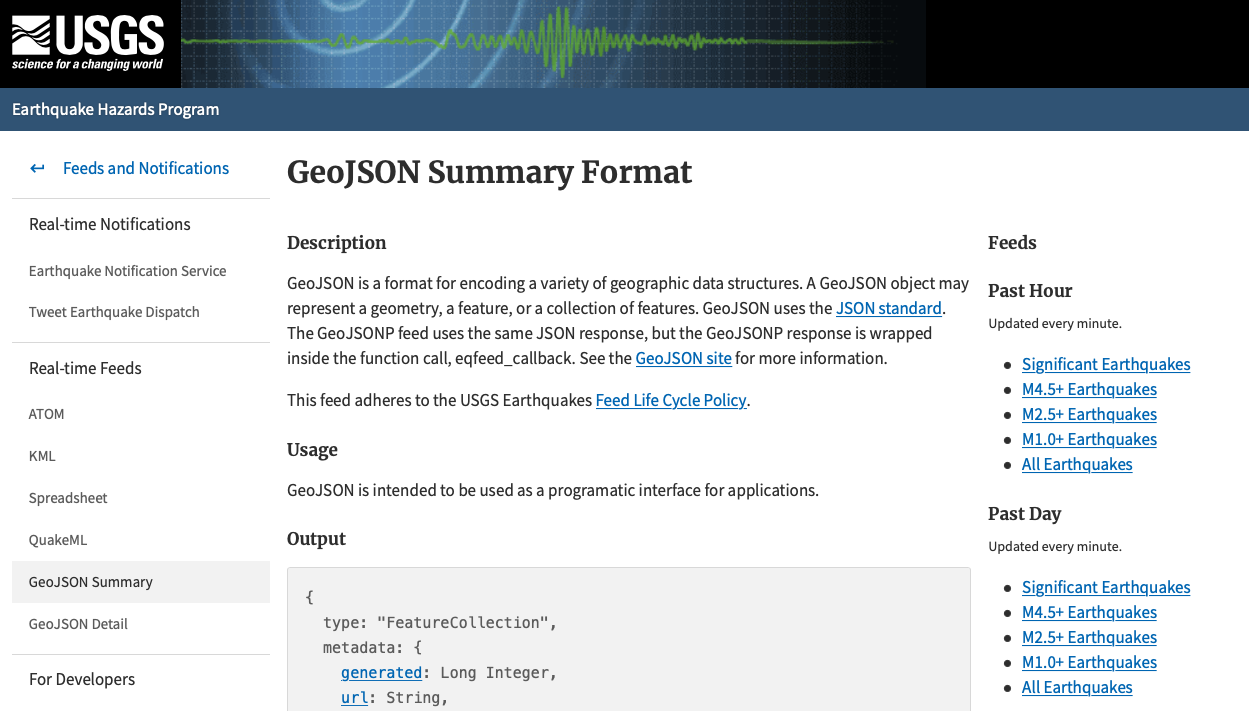 USGS
science for a changing world
Earthquake Hazards Program
↵ Feeds and Notifications
Real-time Notifications
Earthquake Notification Service
Tweet Earthquake Dispatch
Real-time Feeds
ATOM
KML
Spreadsheet
QuakeML
GeoJSON Summary
GeoJSON Detail
For Developers
GeoJSON Summary Format
Description
GeoJSON is a format for encoding a variety of geographic data structures. A GeoJSON object may
represent a geometry, a feature, or a collection of features. GeoJSON uses the JSON standard.
The GeoJSONP feed uses the same JSON response, but the GeoJSONP response is wrapped
inside the function call, eqfeed_callback. See the GeoJSON site for more information.
This feed adheres to the USGS Earthquakes Feed Life Cycle Policy.
Usage
GeoJSON is intended to be used as a programatic interface for applications.
Output
{
type: "FeatureCollection",
metadata: {
generated: Long Integer,
url: String,
Feeds
Past Hour
Updated every minute.
• Significant Earthquakes
• M4.5+ Earthquakes
• M2.5+ Earthquakes
• M1.0+ Earthquakes
• All Earthquakes
Past Day
Updated every minute.
• Significant Earthquakes
• M4.5+ Earthquakes
• M2.5+ Earthquakes
• M1.0+ Earthquakes
• All Earthquakes